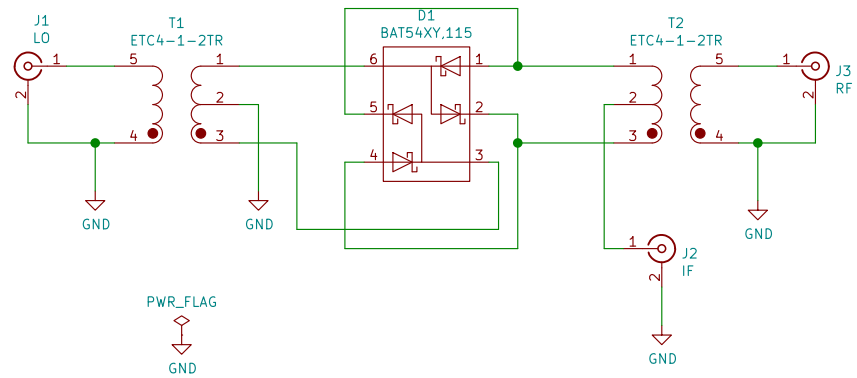 J1
LO
1
2
T1
ETC4-1-2TR
5
4
1
2
3
D1
BAT54XY,115
6
5
4
1
2
3
T2
ETC4-1-2TR
1
2
3
5
4
1
2
J3
RF
GND
GND
GND
1
2
J2
IF
GND
PWR_FLAG
GND